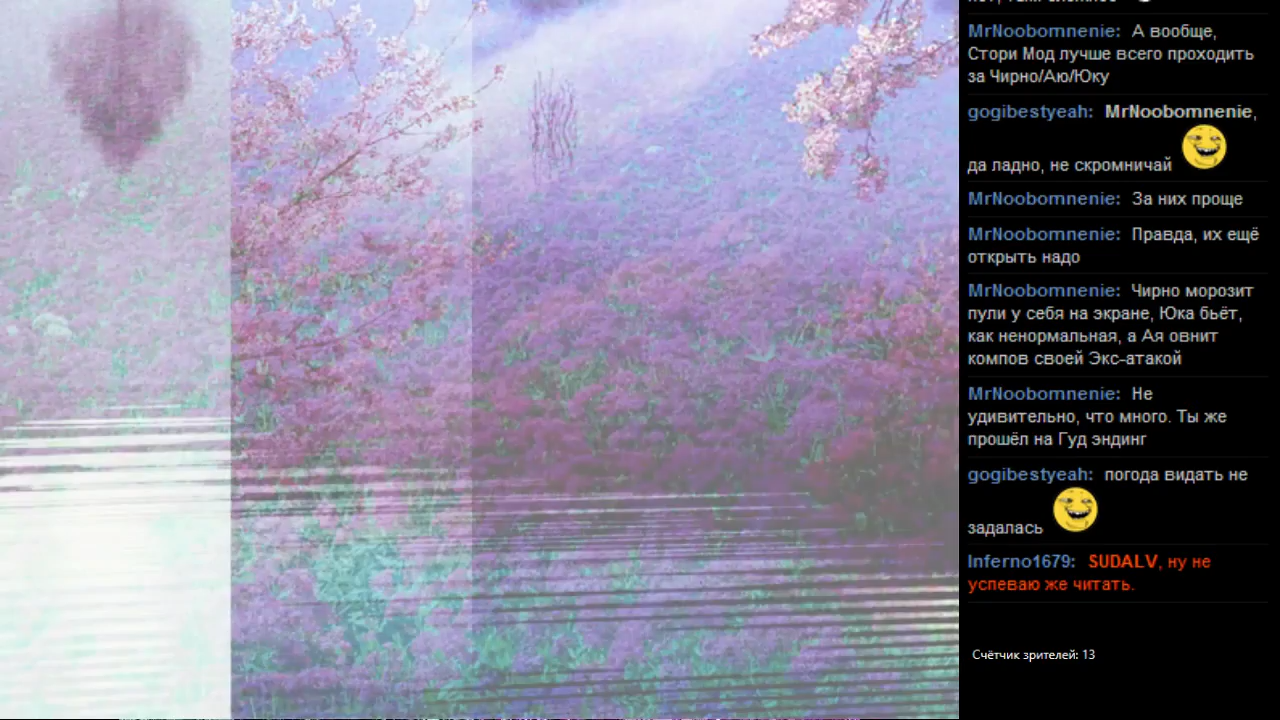 MrNoobomnenie: А вообще,
Стори Мод лучше всего проходить
за Чирно/Аю/Юку
gogibestyeah: MrNoobomnenie,
да ладно, не скромничай
MrNoobomnenie: За них проще
MrNoobomnenie: Правда, их ещё
открыть надо
MrNoobomnenie: Чирно морозит
пули у себя на экране, Юка бьёт,
как ненормальная, а Ая овнит
компов своей Экс-атакой
MrNoobomnenie: Не
удивительно, что много. Ты же
прошёл на Гуд эндинг
gogibestyeah: погода видать не
задалась
Inferno1679: SUDALV, ну не
успеваю же читать.
Счётчик зрителей: 13